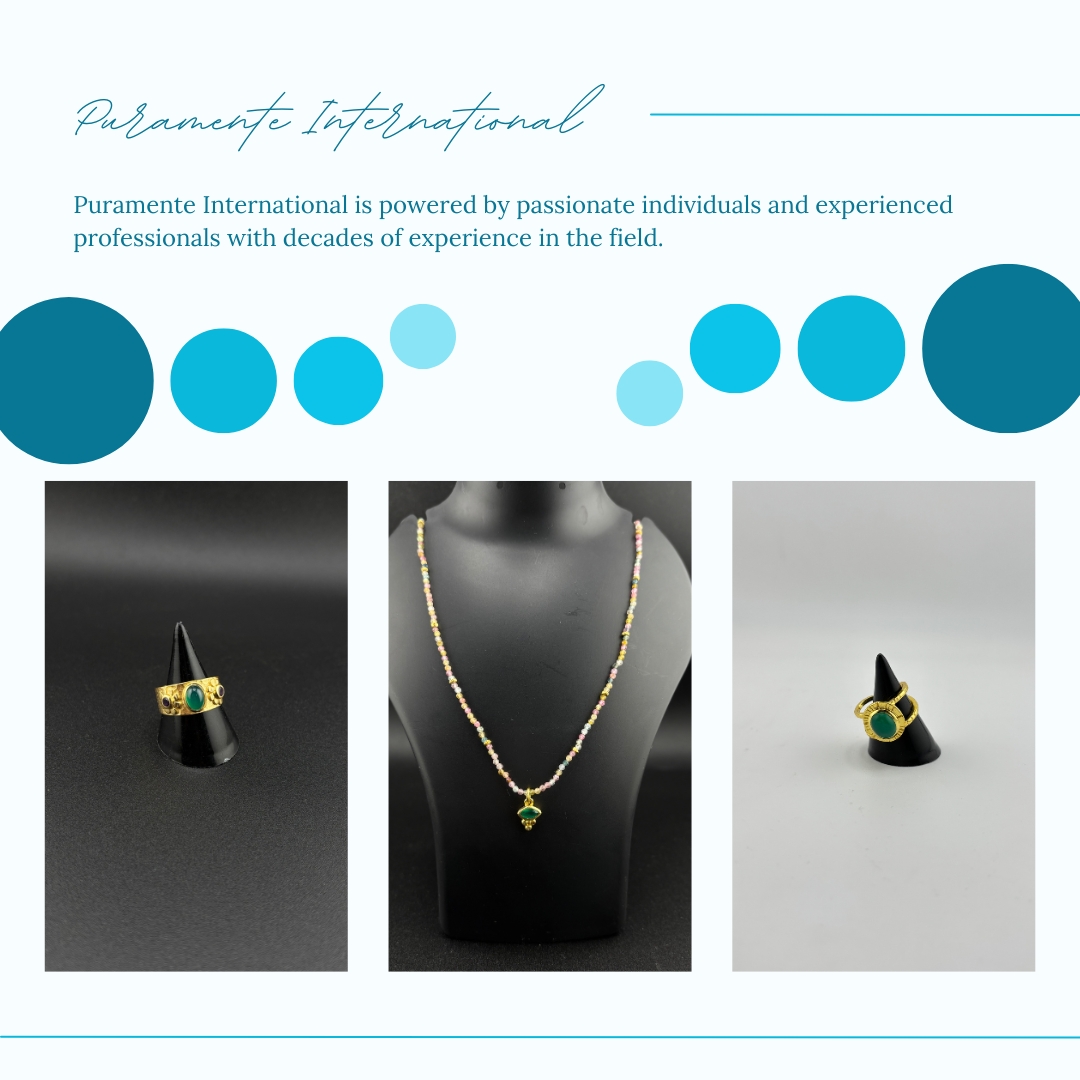 Puramente International
Puramente International is powered by passionate individuals and experienced
professionals with decades of experience in the field.